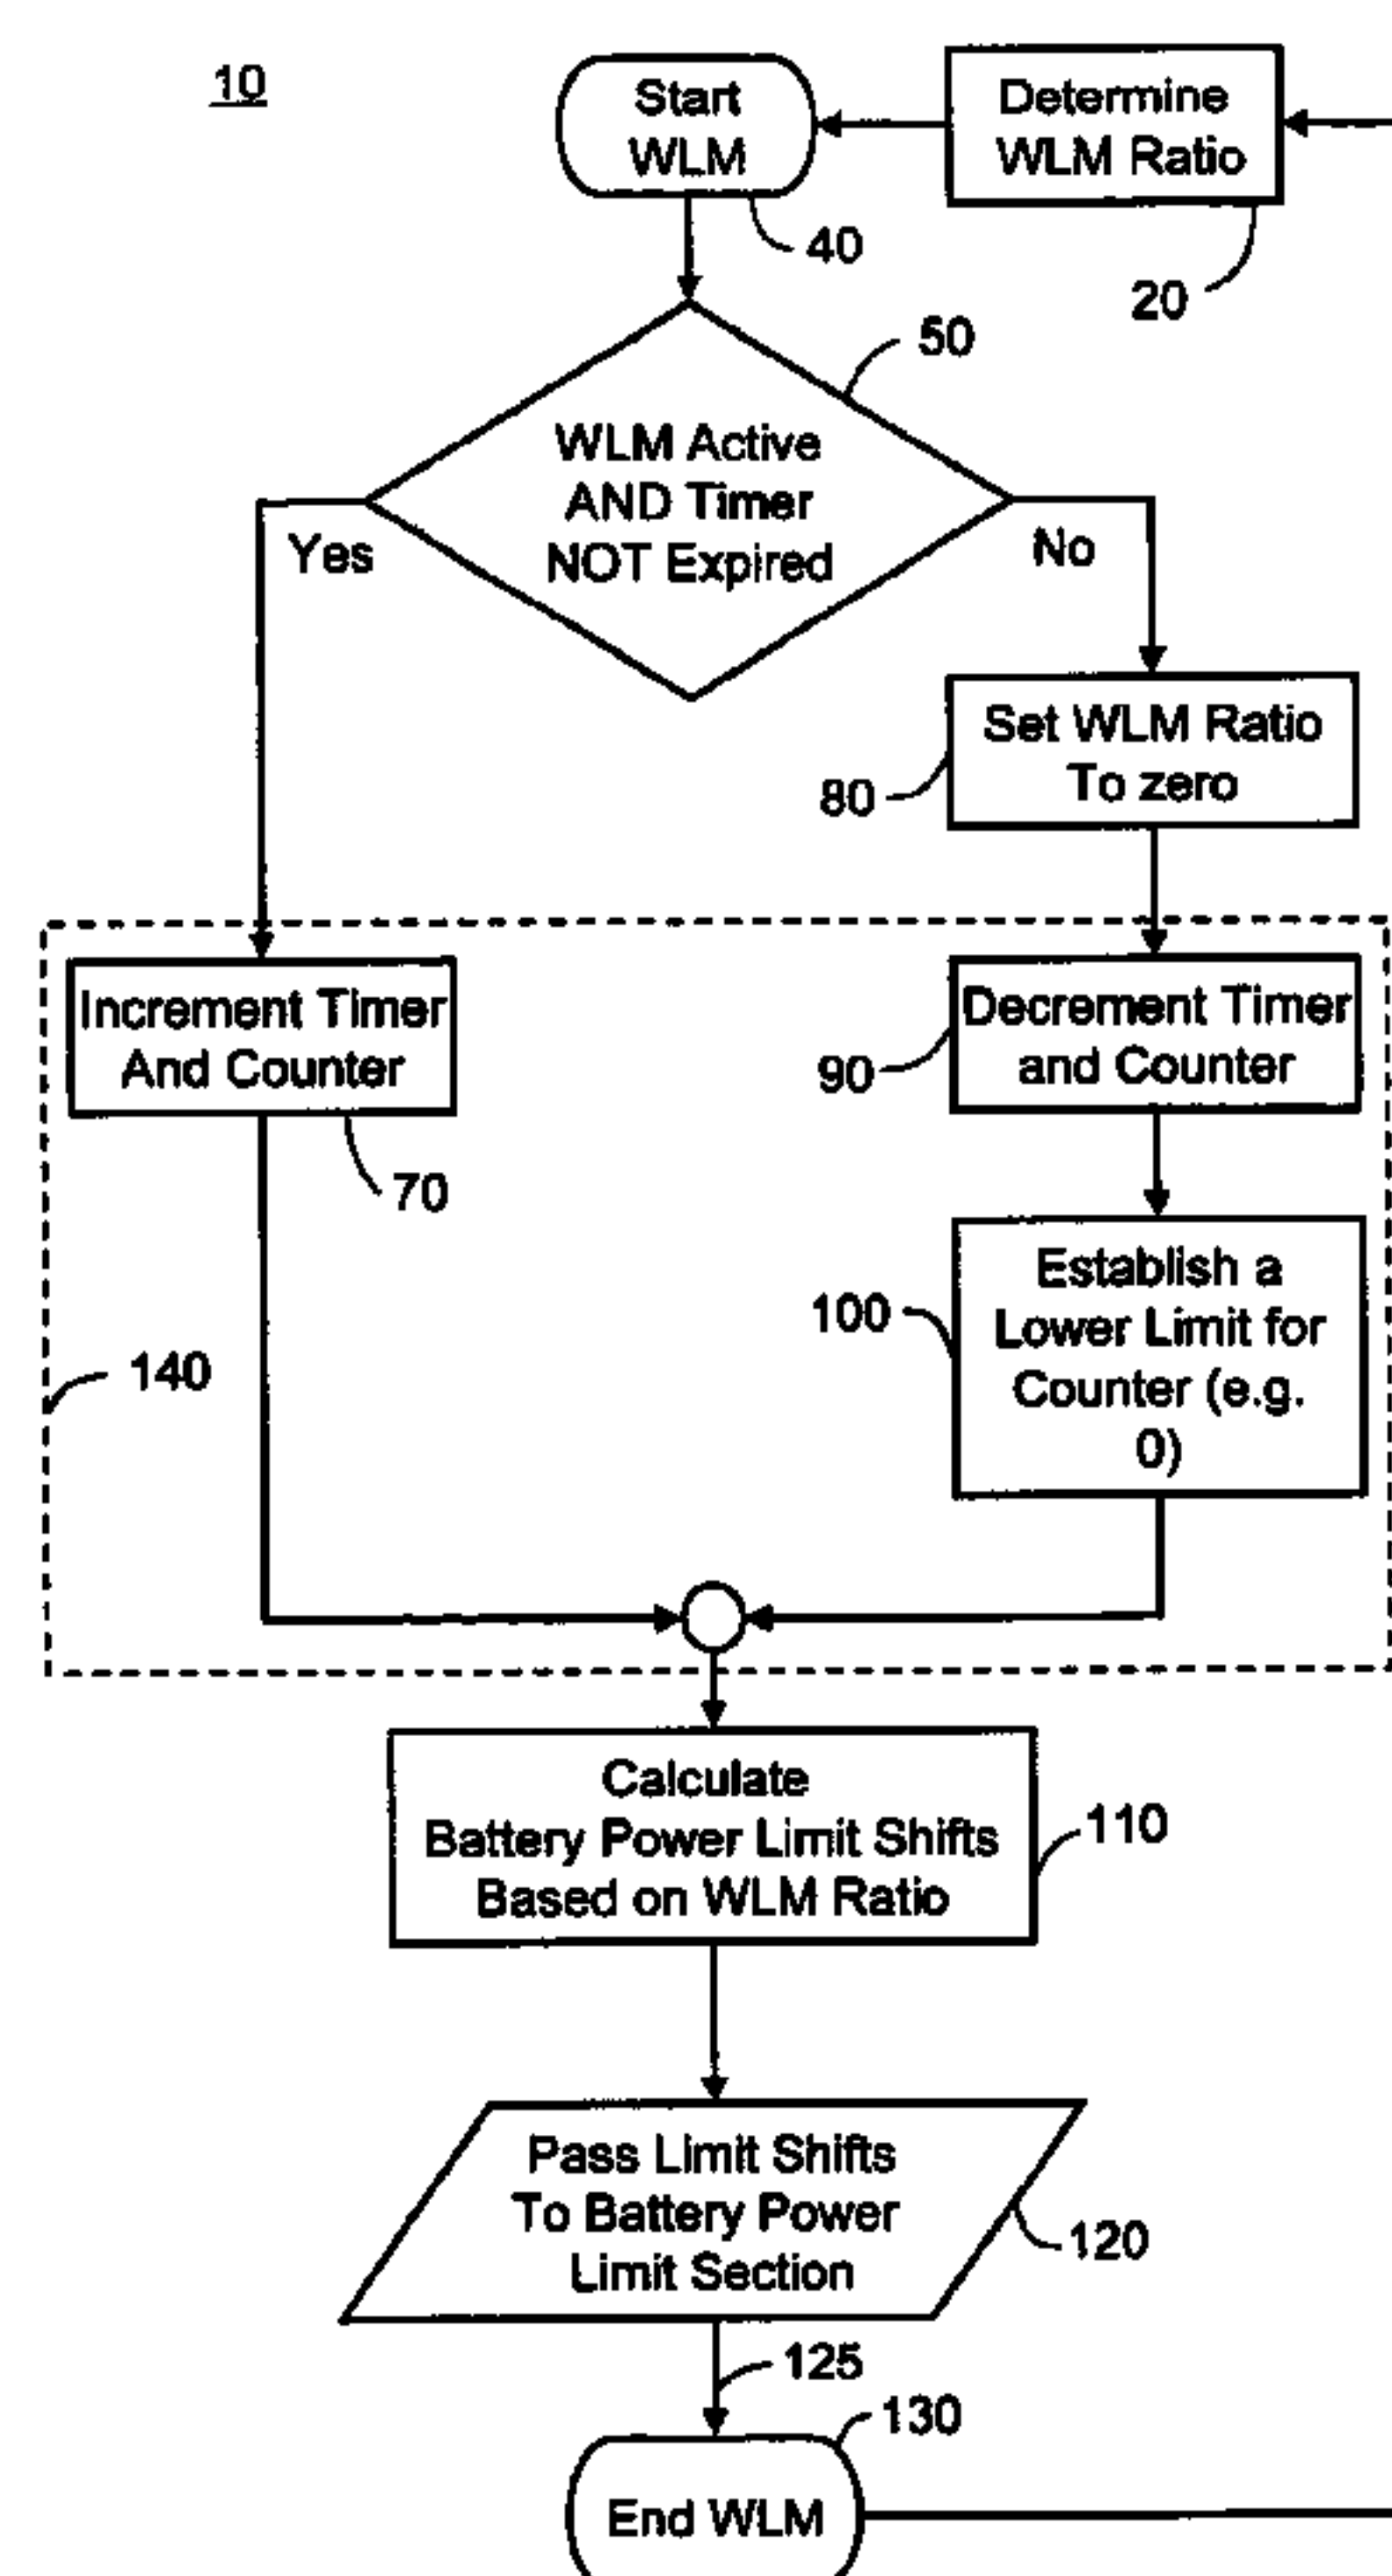 10
Start
WLM
40
Determine
WLM Ratio
20
50
WLM Active
AND Timer
NOT Expired
Yes
No
Set WLM Ratio
To zero
80
Increment Timer
And Counter
70
Decrement Timer
and Counter
90
Establish a
Lower Limit for
Counter (e.g.
0)
100
140
Calculate
Battery Power Limit Shifts
Based on WLM Ratio
110
Pass Limit Shifts
To Battery Power
Limit Section
120
125
130
End WLM